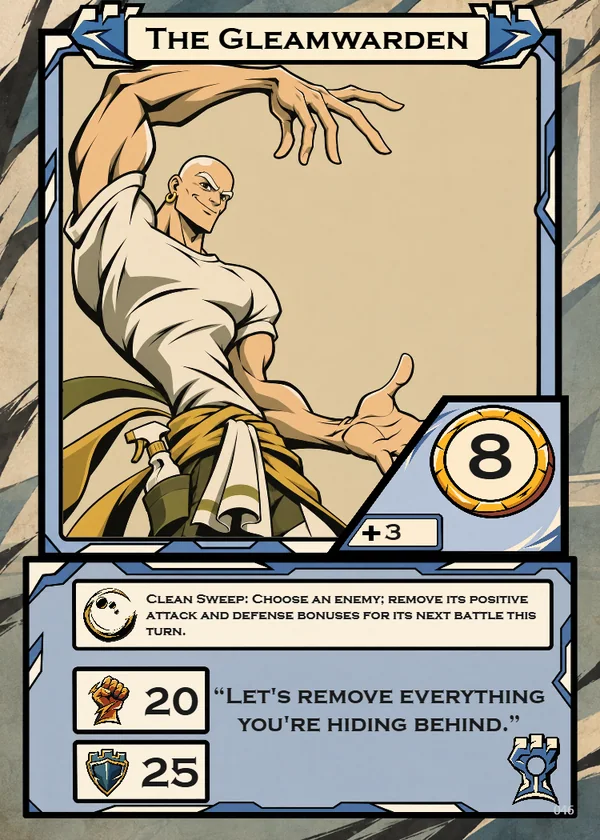 The Gleamwarden
8
+3
Clean Sweep: Choose an enemy; remove its positive
attack and defense bonuses for its next battle this
turn.
20
“Let's remove everything
you're hiding behind.”
25